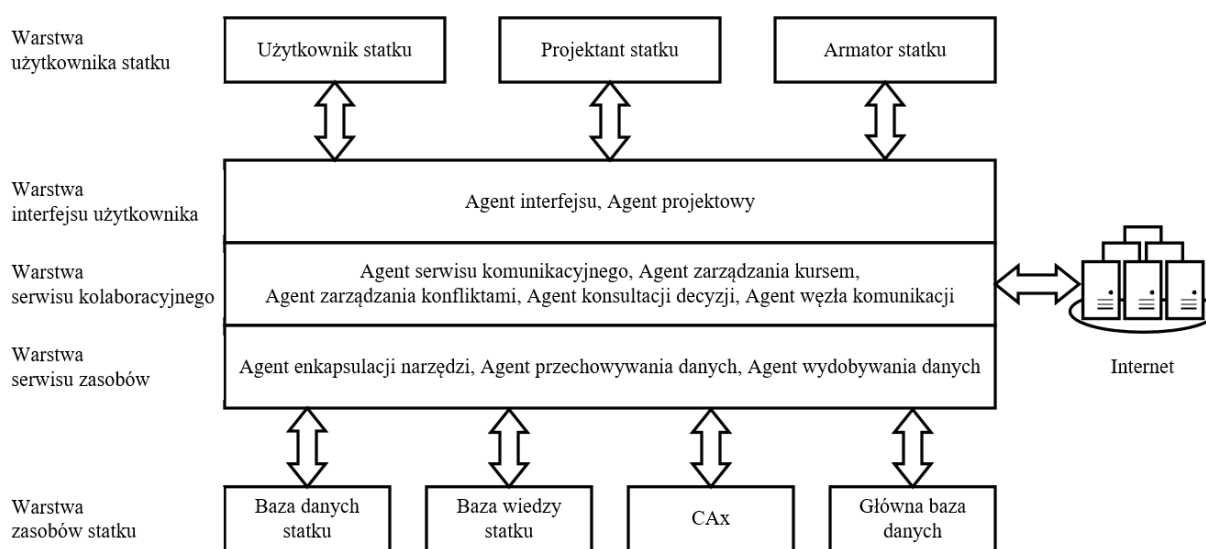 Warstwa
użytkownika statku
Użytkownik statku
Projektant statku
Armator statku
Warstwa
interfejsu użytkownika
Agent interfejsu, Agent projektowy
Warstwa
serwisu kolaboracyjnego
Agent serwisu komunikacyjnego, Agent zarządzania kursem,
Agent zarządzania konfliktami, Agent konsultacji decyzji, Agent węzła komunikacji
Warstwa
serwisu zasobów
Agent enkapsulacji narzędzi, Agent przechowywania danych, Agent wydobywania danych
Internet
Warstwa
zasobów statku
Baza danych
statku
Baza wiedzy
statku
CAx
Główna baza
danych